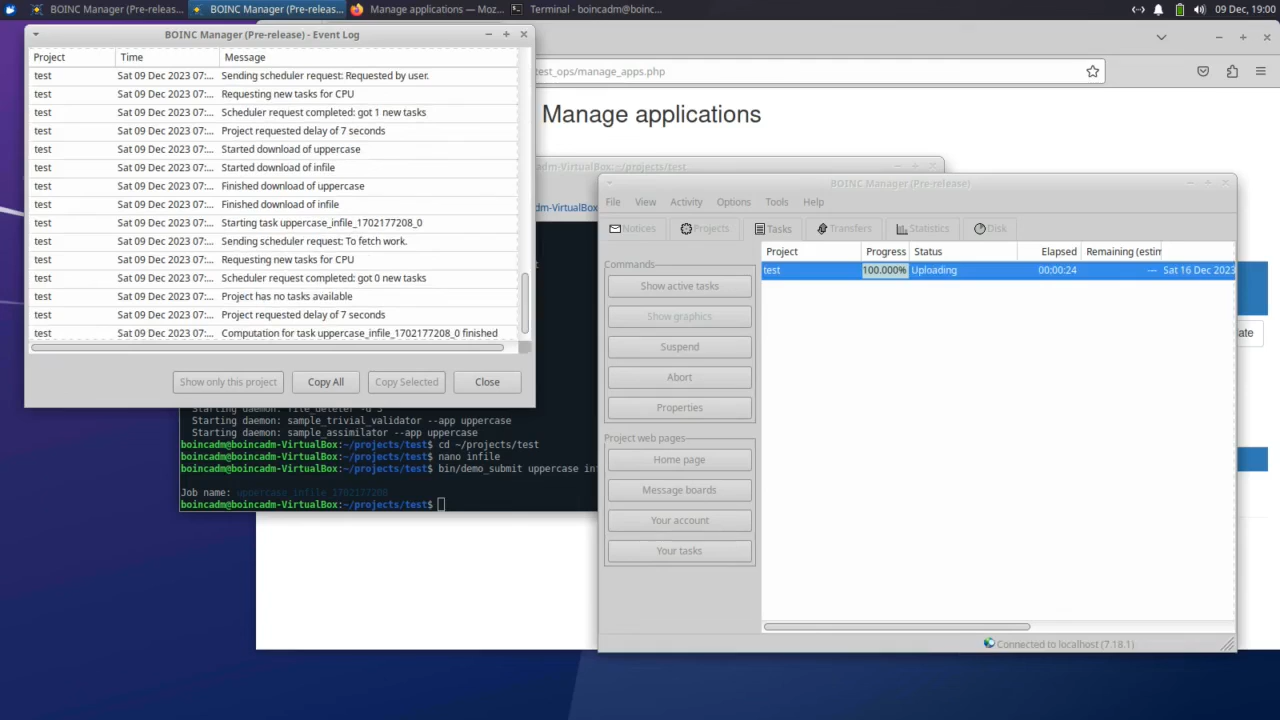 BOINC Manager (Pre-releas...
BOINC Manager (Pre-releas...
Manage applications — Mo...
Terminal - boincadm@boinc...
09 Dec, 19:00
BOINC Manager (Pre-release) - Event Log
Project Time Message
test Sat 09 Dec 2023 07:... Sending scheduler request: Requested by user.
test Sat 09 Dec 2023 07:... Requesting new tasks for CPU
test Sat 09 Dec 2023 07:... Scheduler request completed: got 1 new tasks
test Sat 09 Dec 2023 07:... Project requested delay of 7 seconds
test Sat 09 Dec 2023 07:... Started download of uppercase
test Sat 09 Dec 2023 07:... Started download of infile
test Sat 09 Dec 2023 07:... Finished download of uppercase
test Sat 09 Dec 2023 07:... Finished download of infile
test Sat 09 Dec 2023 07:... Starting task uppercase_infile_1702177208_0
test Sat 09 Dec 2023 07:... Sending scheduler request: To fetch work.
test Sat 09 Dec 2023 07:... Requesting new tasks for CPU
test Sat 09 Dec 2023 07:... Scheduler request completed: got 0 new tasks
test Sat 09 Dec 2023 07:... Project has no tasks available
test Sat 09 Dec 2023 07:... Project requested delay of 7 seconds
test Sat 09 Dec 2023 07:... Computation for task uppercase_infile_1702177208_0 finished
Show only this project
Copy All
Copy Selected
Close
test_ops/manage_apps.php
Manage applications
adm-VirtualBox: ~/projects/test
dm-VirtualBox
BOINC Manager (Pre-release)
File View Activity Options Tools Help
Notices Projects Tasks Transfers Statistics Disk
Commands
Show active tasks
Show graphics
Suspend
Abort
Properties
Project web pages
Home page
Message boards
Your account
Your tasks
Project Progress Status Elapsed Remaining (estim
test 100.000% Uploading 00:00:24 --- Sat 16 Dec 2023
Connected to localhost (7.18.1)
ate
Starting daemon: file_deleter -d 3
Starting daemon: sample_trivial_validator --app uppercase
Starting daemon: sample_assimilator --app uppercase
boincadm@boincadm-VirtualBox:~/projects/test$ cd ~/projects/test
boincadm@boincadm-VirtualBox:~/projects/test$ nano infile
boincadm@boincadm-VirtualBox:~/projects/test$ bin/demo_submit uppercase in
Job name: uppercase_infile_1702177208
boincadm@boincadm-VirtualBox:~/projects/test$